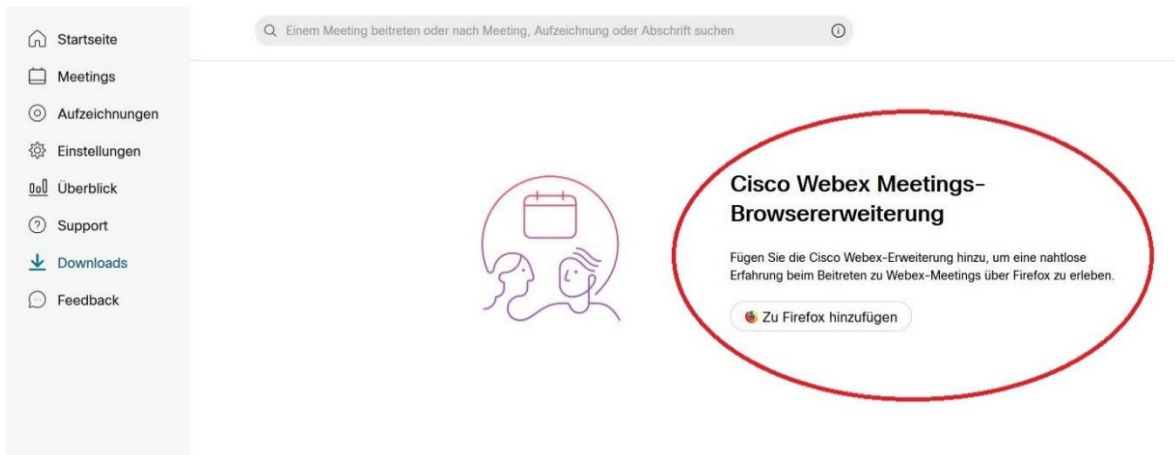 Startseite
Meetings
Aufzeichnungen
Einstellungen
Überblick
Support
Downloads
Feedback
Einem Meeting beitreten oder nach Meeting, Aufzeichnung oder Abschrift suchen
Cisco Webex Meetings-
Browsererweiterung
Fügen Sie die Cisco Webex-Erweiterung hinzu, um eine nahtlose
Erfahrung beim Beitreten zu Webex-Meetings über Firefox zu erleben.
Zu Firefox hinzufügen